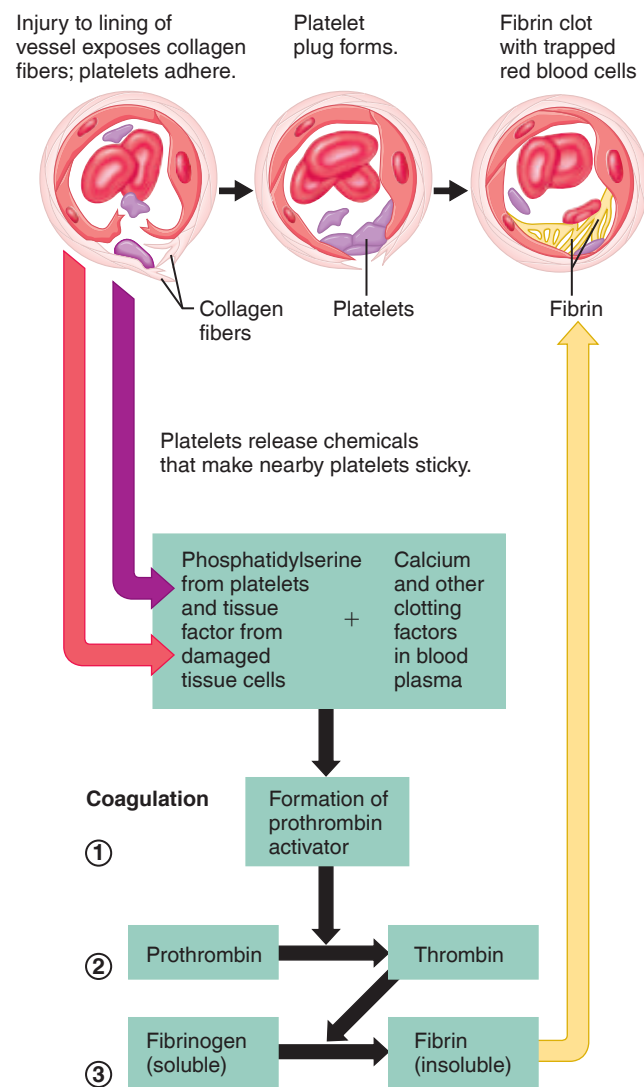 Injury to lining of
vessel exposes collagen
fibers; platelets adhere.
Platelet
plug forms.
Fibrin clot
with trapped
red blood cells
Collagen
fibers
Platelets
Fibrin
Platelets release chemicals
that make nearby platelets sticky.
Phosphatidylserine
from platelets
and tissue
factor from
damaged
tissue cells
+
Calcium
and other
clotting
factors
in blood
plasma
Coagulation
Formation of
prothrombin
activator
1
2
Prothrombin
Thrombin
3
Fibrinogen
(soluble)
Fibrin
(insoluble)